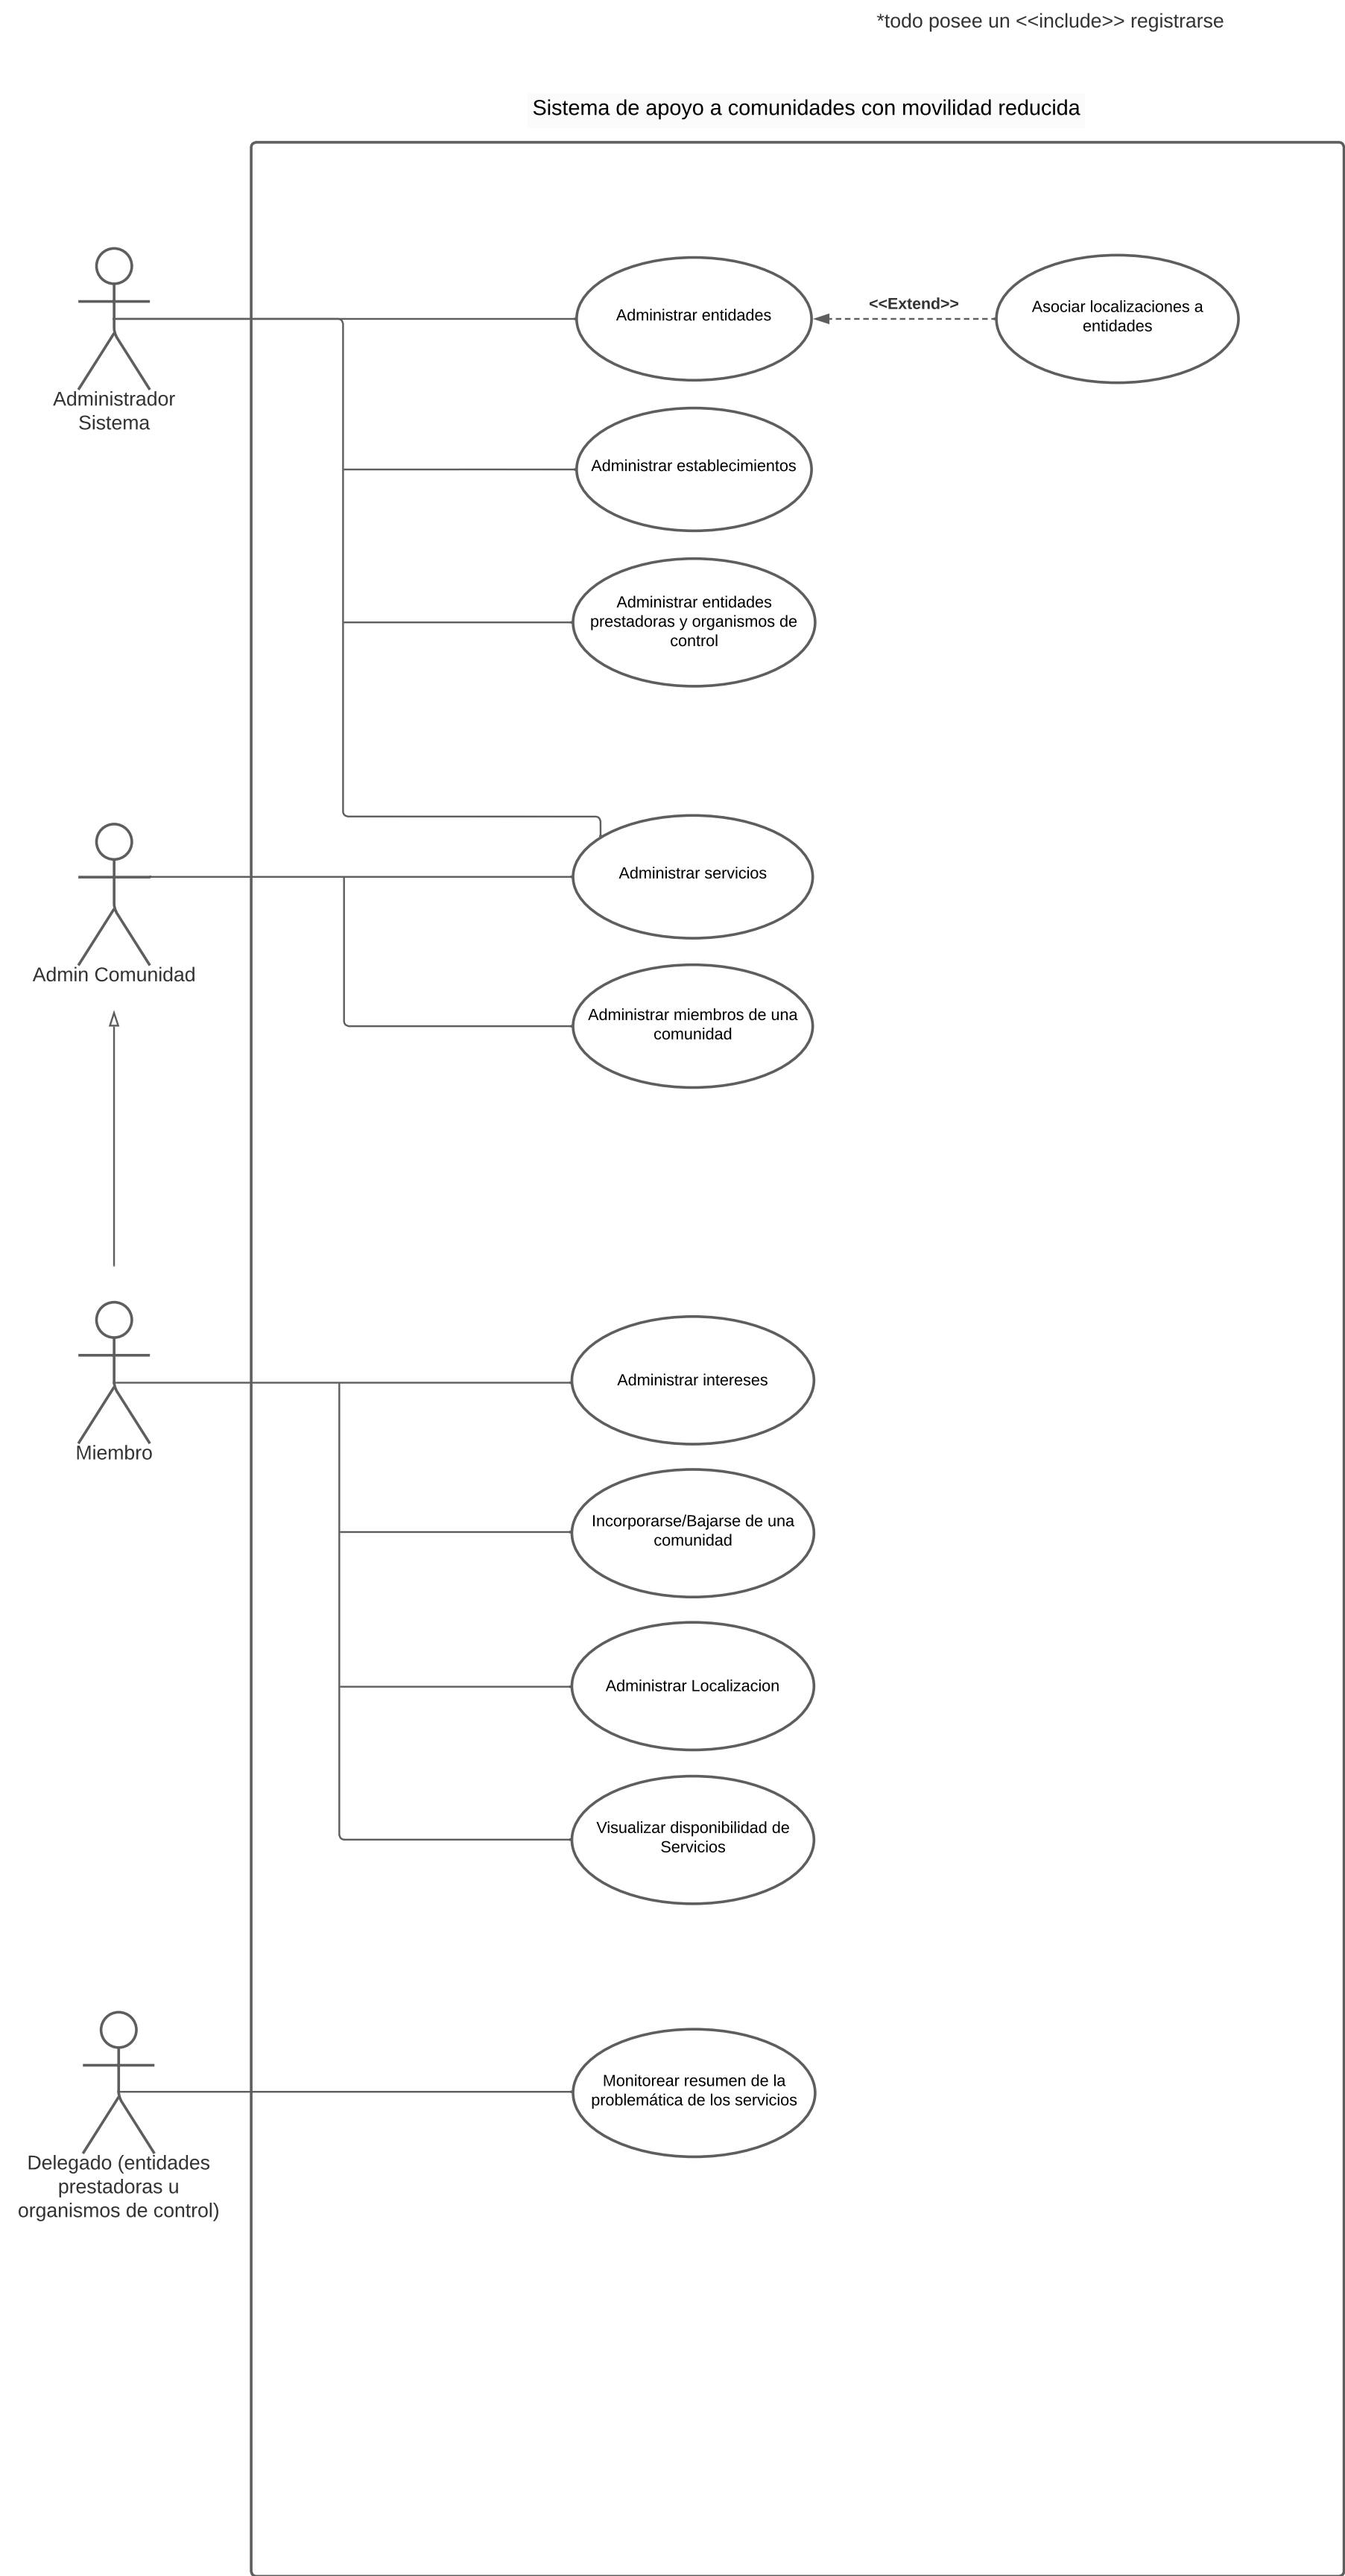 *todo posee un <<include>> registrarse
Sistema de apoyo a comunidades con movilidad reducida
Administrador
Sistema
Administrar entidades
<<Extend>>
Asociar localizaciones a
entidades
Administrar establecimientos
Administrar entidades
prestadoras y organismos de
control
Admin Comunidad
Administrar servicios
Administrar miembros de una
comunidad
Miembro
Administrar intereses
Incorporarse/Bajarse de una
comunidad
Administrar Localizacion
Visualizar disponibilidad de
Servicios
Delegado (entidades
prestadoras u
organismos de control)
Monitorear resumen de la
problemática de los servicios